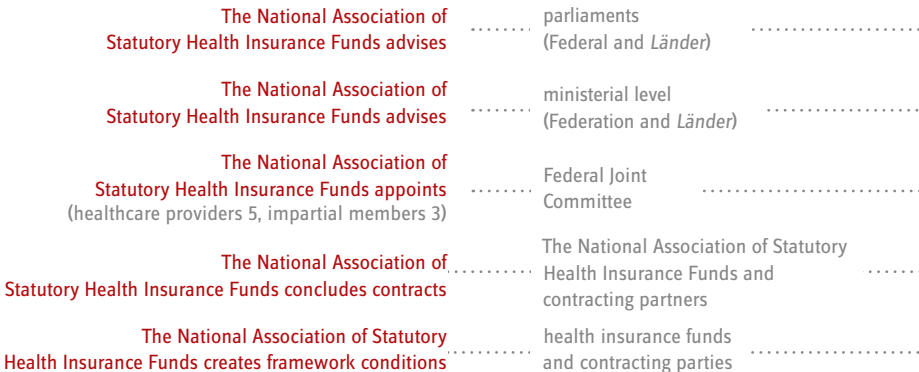 The National Association of
Statutory Health Insurance Funds advises
parliaments
(Federal and Länder)
The National Association of
Statutory Health Insurance Funds advises
ministerial level
(Federation and Länder)
The National Association of
Statutory Health Insurance Funds appoints
(healthcare providers 5, impartial members 3)
Federal Joint
Committee
The National Association of
Statutory Health Insurance Funds concludes contracts
The National Association of Statutory
Health Insurance Funds and
contracting partners
The National Association of Statutory
Health Insurance Funds creates framework conditions
health insurance funds
and contracting parties